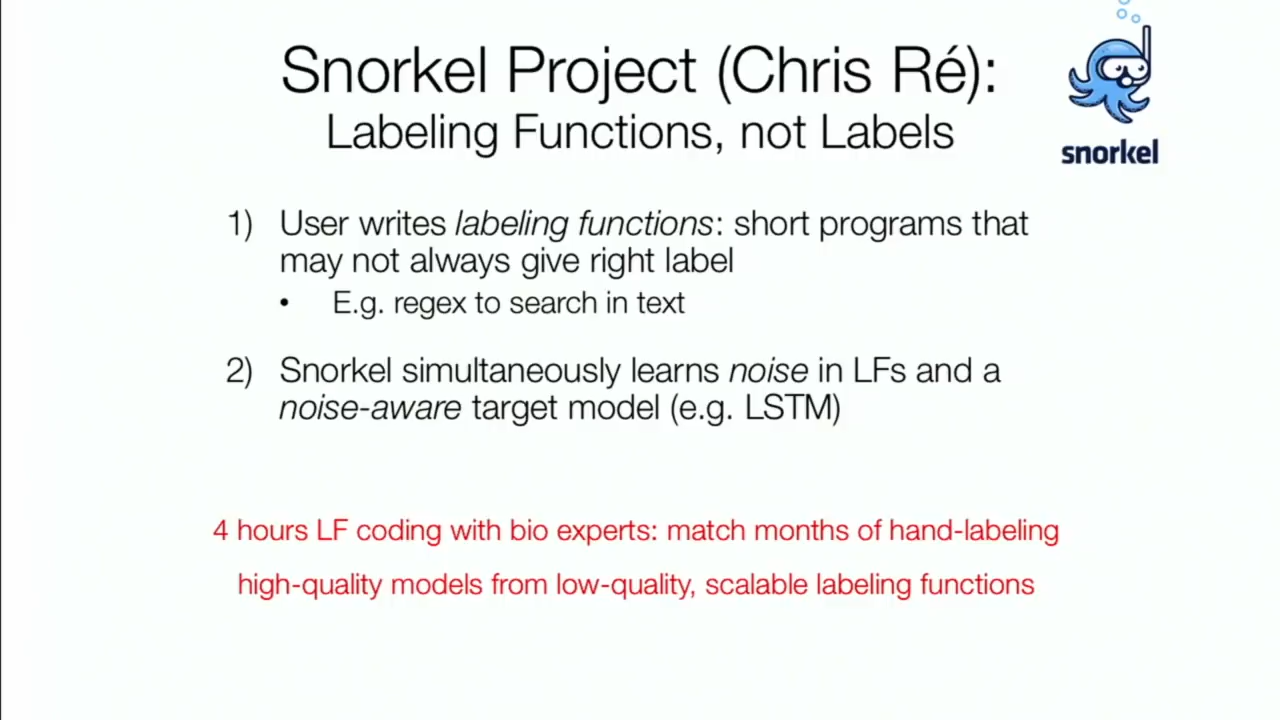 Snorkel Project (Chris Ré):
Labeling Functions, not Labels
snorkel
1) User writes labeling functions: short programs that
may not always give right label
• E.g. regex to search in text
2) Snorkel simultaneously learns noise in LFs and a
noise-aware target model (e.g. LSTM)
4 hours LF coding with bio experts: match months of hand-labeling
high-quality models from low-quality, scalable labeling functions